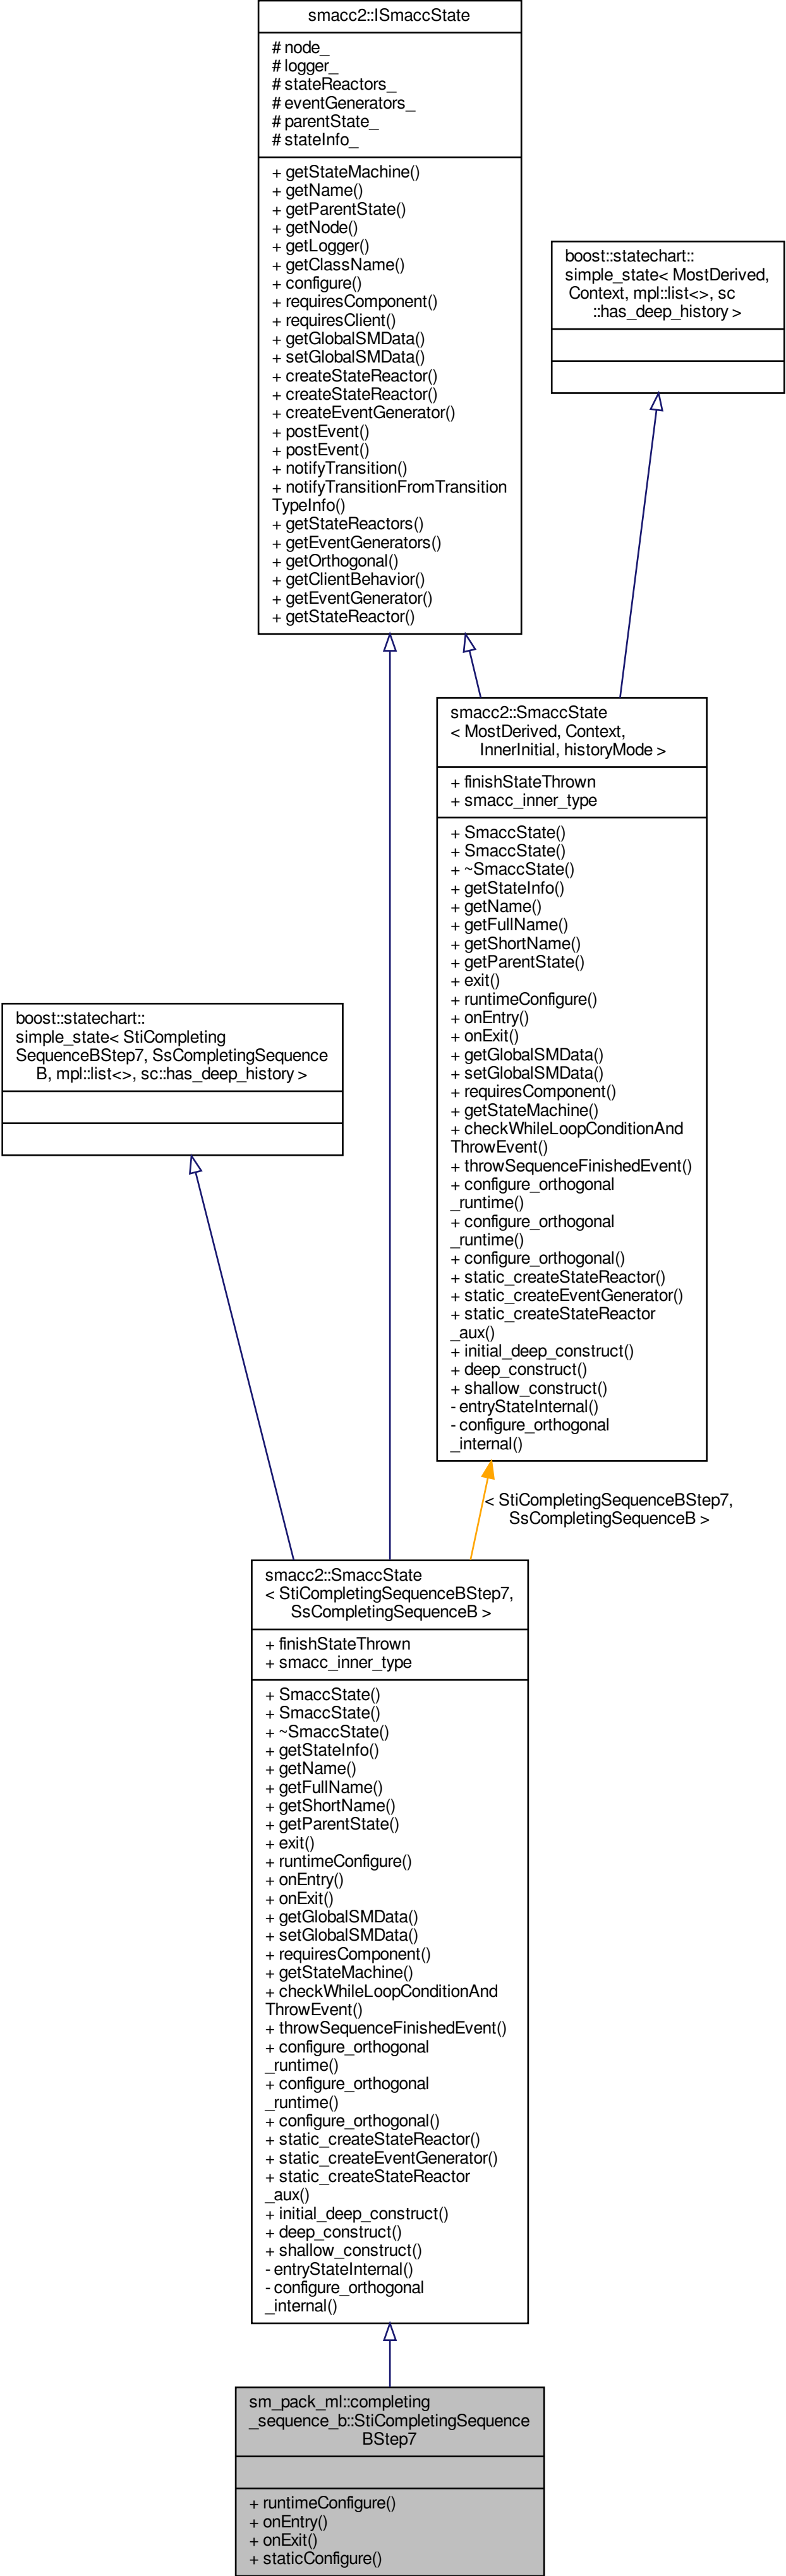 smacc2::ISmaccState
# node_
# logger_
# stateReactors_
# eventGenerators_
# parentState_
# stateInfo_
+ getStateMachine()
+ getName()
+ getParentState()
+ getNode()
+ getLogger()
+ getClassName()
+ configure()
+ requiresComponent()
+ requiresClient()
+ getGlobalSMData()
+ setGlobalSMData()
+ createStateReactor()
+ createStateReactor()
+ createEventGenerator()
+ postEvent()
+ postEvent()
+ notifyTransition()
+ notifyTransitionFromTransition
TypeInfo()
+ getStateReactors()
+ getEventGenerators()
+ getOrthogonal()
+ getClientBehavior()
+ getEventGenerator()
+ getStateReactor()
boost::statechart::
simple_state< MostDerived,
Context, mpl::list<>, sc
::has_deep_history >
smacc2::SmaccState
< MostDerived, Context,
InnerInitial, historyMode >
+ finishStateThrown
+ smacc_inner_type
+ SmaccState()
+ SmaccState()
+ ~SmaccState()
+ getStateInfo()
+ getName()
+ getFullName()
+ getShortName()
+ getParentState()
+ exit()
+ runtimeConfigure()
+ onEntry()
+ onExit()
+ getGlobalSMData()
+ setGlobalSMData()
+ requiresComponent()
+ getStateMachine()
+ checkWhileLoopConditionAnd
ThrowEvent()
+ throwSequenceFinishedEvent()
+ configure_orthogonal
_runtime()
+ configure_orthogonal
_runtime()
+ configure_orthogonal()
+ static_createStateReactor()
+ static_createEventGenerator()
+ static_createStateReactor
_aux()
+ initial_deep_construct()
+ deep_construct()
+ shallow_construct()
- entryStateInternal()
- configure_orthogonal
_internal()
boost::statechart::
simple_state< StiCompleting
SequenceBStep7, SsCompletingSequence
B, mpl::list<>, sc::has_deep_history >
< StiCompletingSequenceBStep7,
SsCompletingSequenceB >
smacc2::SmaccState
< StiCompletingSequenceBStep7,
SsCompletingSequenceB >
+ finishStateThrown
+ smacc_inner_type
+ SmaccState()
+ SmaccState()
+ ~SmaccState()
+ getStateInfo()
+ getName()
+ getFullName()
+ getShortName()
+ getParentState()
+ exit()
+ runtimeConfigure()
+ onEntry()
+ onExit()
+ getGlobalSMData()
+ setGlobalSMData()
+ requiresComponent()
+ getStateMachine()
+ checkWhileLoopConditionAnd
ThrowEvent()
+ throwSequenceFinishedEvent()
+ configure_orthogonal
_runtime()
+ configure_orthogonal
_runtime()
+ configure_orthogonal()
+ static_createStateReactor()
+ static_createEventGenerator()
+ static_createStateReactor
_aux()
+ initial_deep_construct()
+ deep_construct()
+ shallow_construct()
- entryStateInternal()
- configure_orthogonal
_internal()
sm_pack_ml::completing
_sequence_b::StiCompletingSequence
BStep7
+ runtimeConfigure()
+ onEntry()
+ onExit()
+ staticConfigure()